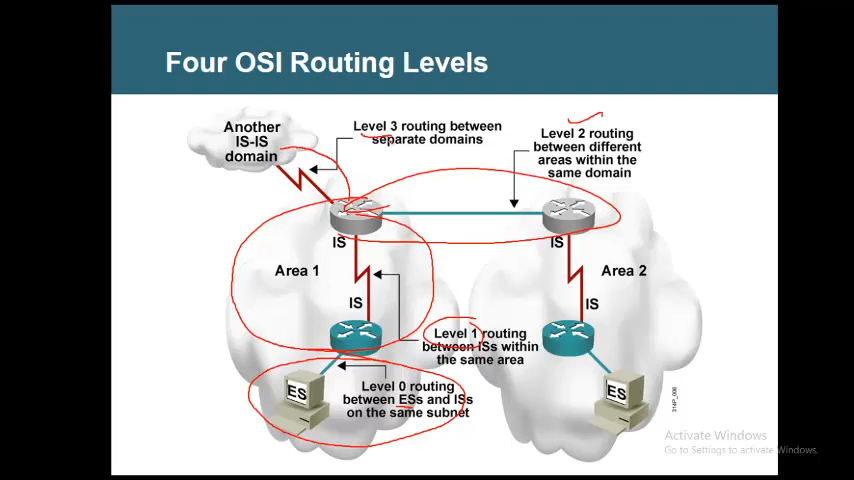 Four OSI Routing Levels
Another
IS-IS
domain
Level 3 routing between
separate domains
Level 2 routing
between different
areas within the
same domain
IS
IS
Area 1
Area 2
IS
IS
Level 1 routing
between ISs within
the same area
Level 0 routing
between ESs and ISs
on the same subnet
ES
ES
314P_006
Activate Windows
Go to Settings to activate Windows.